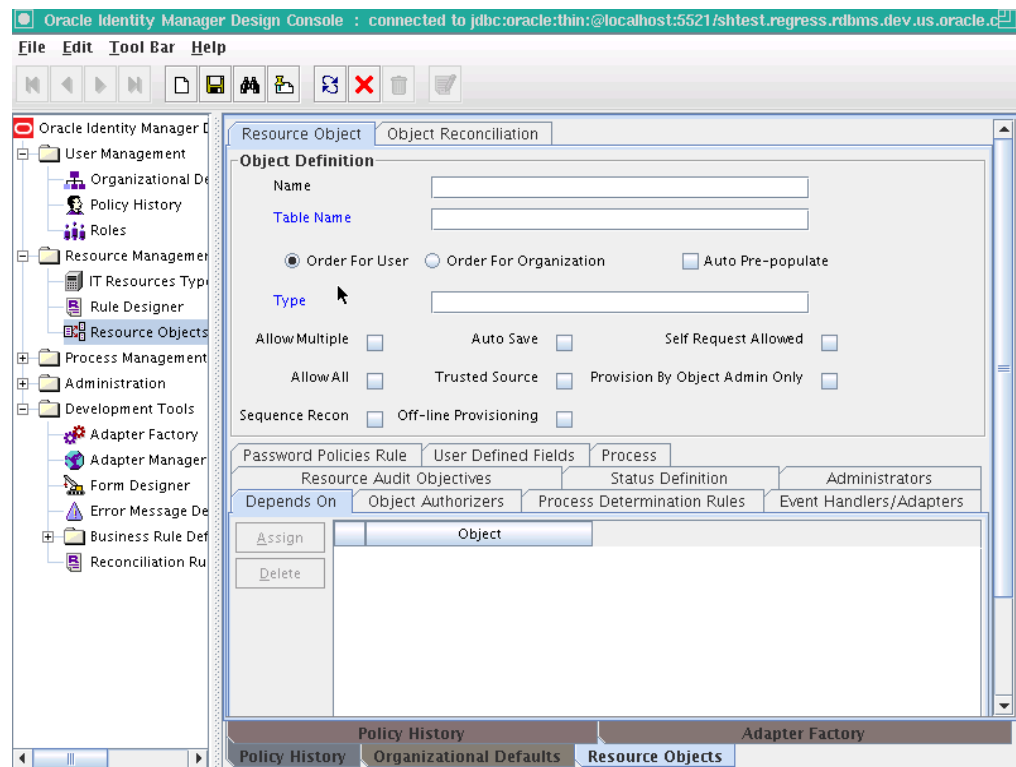 Oracle Identity Manager Design Console : connected to jdbc:oracle:thin:@localhost:5521/shtest.regress.rdbms.dev.us.oracle.c
File Edit Tool Bar Help
Oracle Identity Manager D
User Management
Organizational De
Policy History
Roles
Resource Managemen
IT Resources Type
Rule Designer
Resource Objects
Process Management
Administration
Development Tools
Adapter Factory
Adapter Manager
Form Designer
Error Message De
Business Rule Def
Reconciliation Ru
Resource Object Object Reconciliation
Object Definition
Name
Table Name
Order For User Order For Organization Auto Pre-populate
Type
Allow Multiple Auto Save Self Request Allowed
Allow All Trusted Source Provision By Object Admin Only
Sequence Recon Off-line Provisioning
Password Policies Rule User Defined Fields Process
Resource Audit Objectives Status Definition Administrators
Depends On Object Authorizers Process Determination Rules Event Handlers/Adapters
Assign Object
Delete
Policy History Adapter Factory
Policy History Organizational Defaults Resource Objects